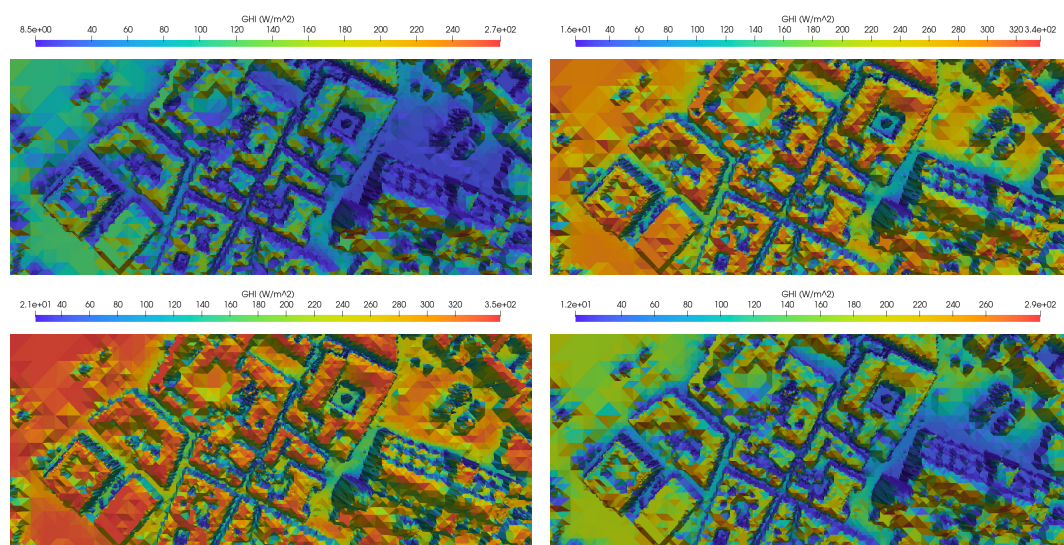 GHI (W/m^2)
8.5e+00 40 60 80 100 120 140 160 180 200 220 240 2.7e+02
GHI (W/m^2)
1.6e+01 40 60 80 100 120 140 160 180 200 220 240 260 280 300 320 3.4e+02
GHI (W/m^2)
2.1e+01 40 60 80 100 120 140 160 180 200 220 240 260 280 300 320 3.5e+02
GHI (W/m^2)
1.2e+01 40 60 80 100 120 140 160 180 200 220 240 260 2.9e+02